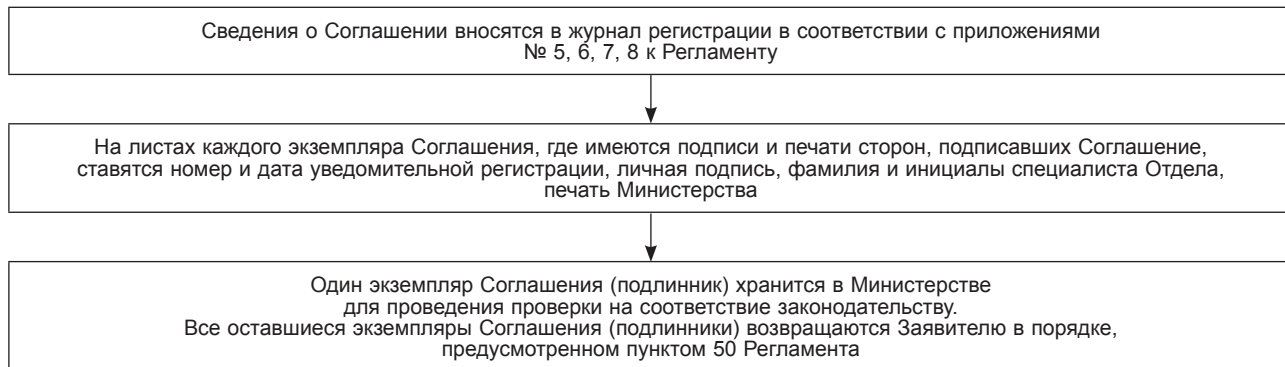 Сведения о Соглашении вносятся в журнал регистрации в соответствии с приложениями
№ 5, 6, 7, 8 к Регламенту
На листах каждого экземпляра Соглашения, где имеются подписи и печати сторон, подписавших Соглашение,
ставятся номер и дата уведомительной регистрации, личная подпись, фамилия и инициалы специалиста Отдела,
печать Министерства
Один экземпляр Соглашения (подлинник) хранится в Министерстве
для проведения проверки на соответствие законодательству.
Все оставшиеся экземпляры Соглашения (подлинники) возвращаются Заявителю в порядке,
предусмотренном пунктом 50 Регламента